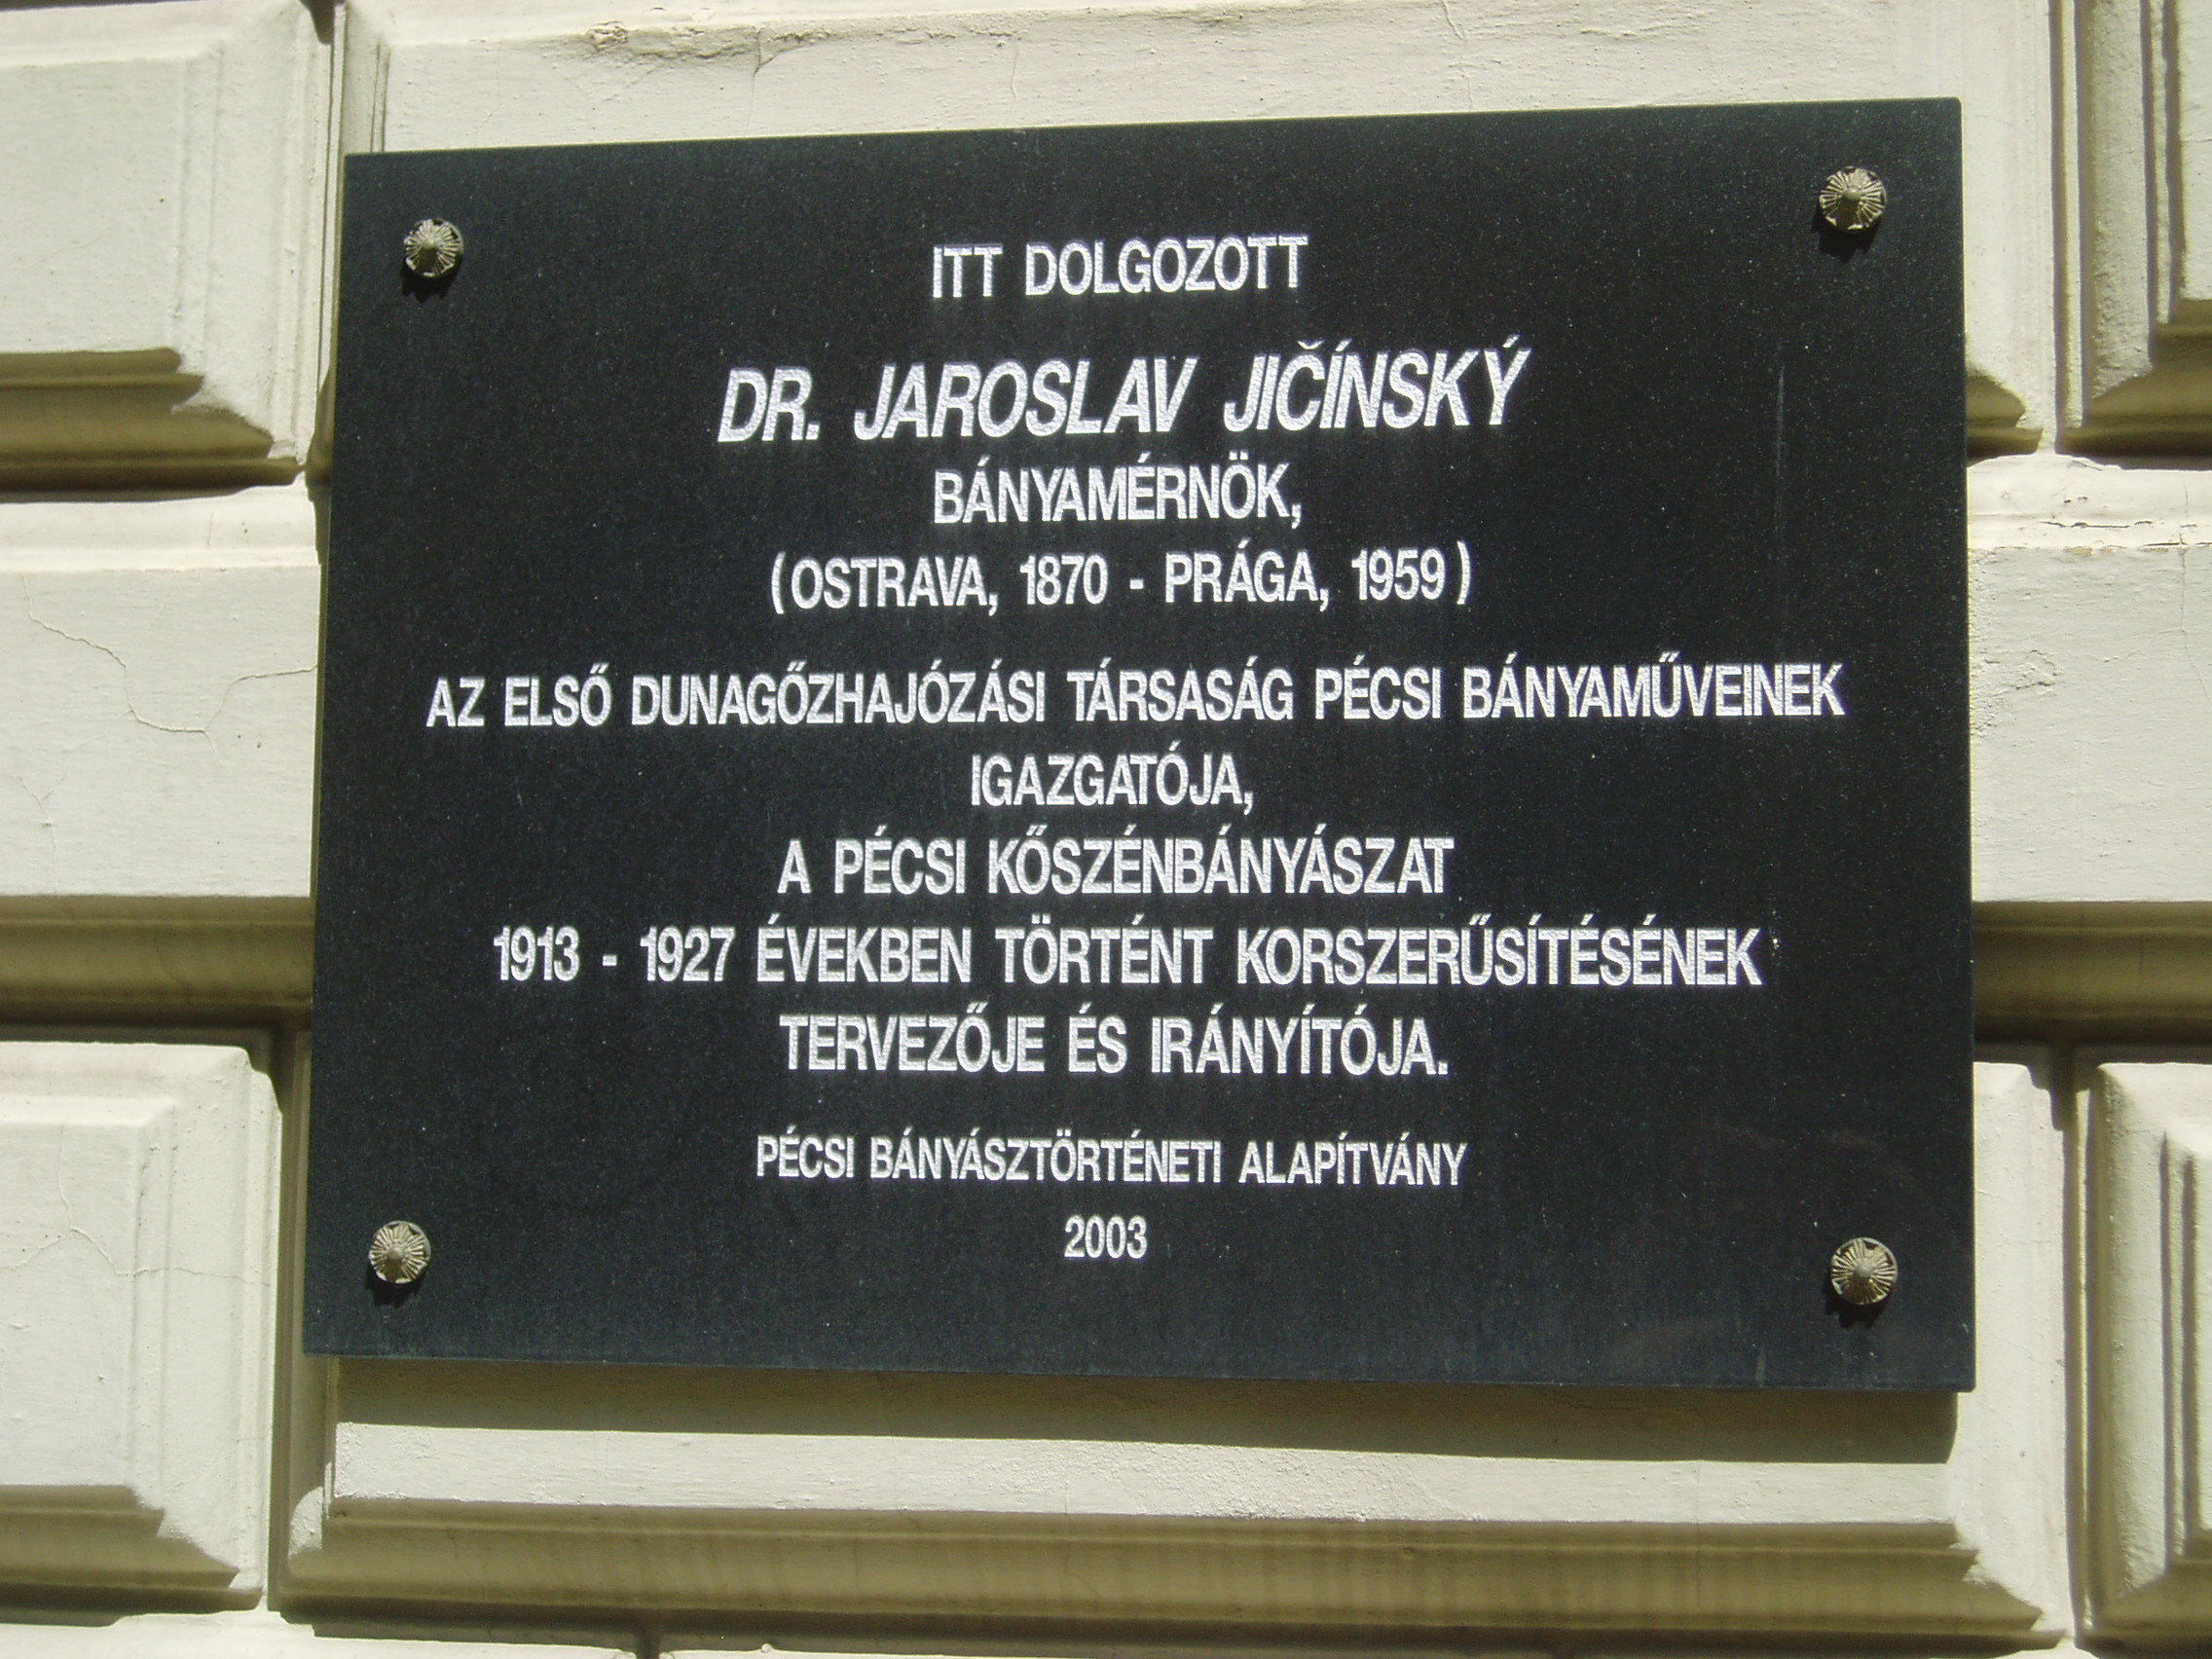 ITT DOLGOZOTT
DR. JAROSLAV JIČÍNSKÝ
BÁNYAMÉRNÖK,
(OSTRAVA, 1870 - PRÁGA, 1959)
AZ ELSŐ DUNAGŐZHAJÓZÁSI TÁRSASÁG PÉCSI BÁNYAMŰVEINEK
IGAZGATÓJA,
A PÉCSI KŐSZÉNBÁNYÁSZAT
1913 - 1927 ÉVEKBEN TÖRTÉNT KORSZERŰSÍTÉSÉNEK
TERVEZŐJE ÉS IRÁNYÍTÓJA.
PÉCSI BÁNYÁSZTÖRTÉNETI ALAPÍTVÁNY
2003